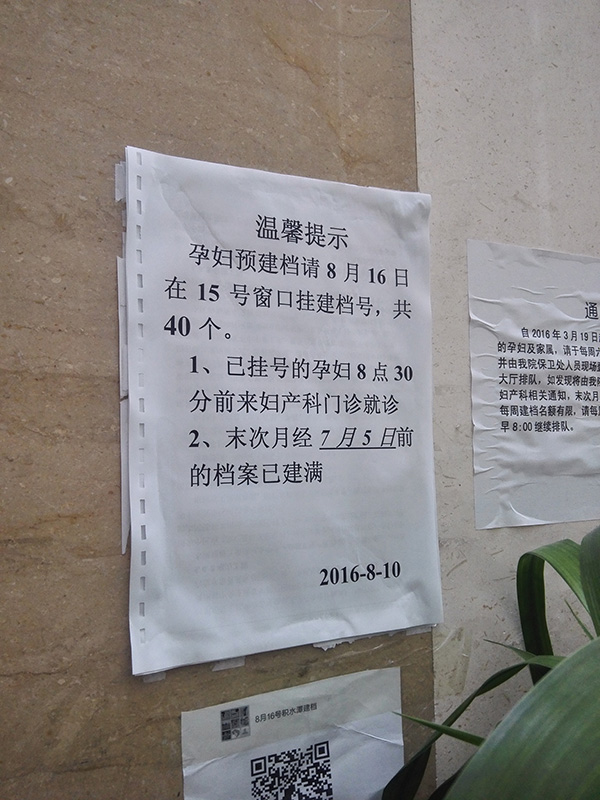 温馨提示
孕妇预建档请 8 月 16 日
在 15 号窗口挂建档号，共
40 个。
1、已挂号的孕妇 8 点 30
分前来妇产科门诊就诊
2、末次月经 7 月 5 日前
的档案已建满
2016-8-10
通
自 2016 年 3 月 19 日
的孕妇及家属，请于每周六
并由我院保卫处人员现场
大厅排队，如发现将由我
妇产科相关通知，末次月
每周建档名额有限，请每
早 8:00 继续排队。
8月16号积水潭建档